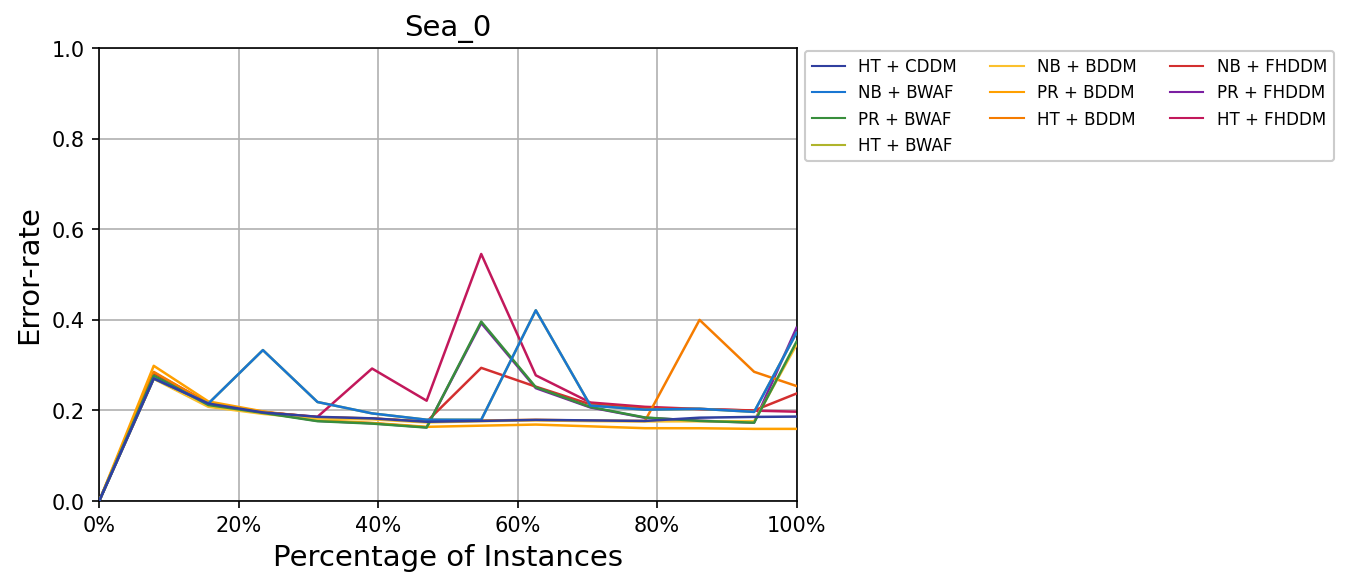 Sea_0
1.0
0.8
0.6
0.4
0.2
0.0
Error-rate
0% 20% 40% 60% 80% 100%
Percentage of Instances
HT + CDDM
NB + BWAF
PR + BWAF
HT + BWAF
NB + BDDM
PR + BDDM
HT + BDDM
NB + FHDDM
PR + FHDDM
HT + FHDDM